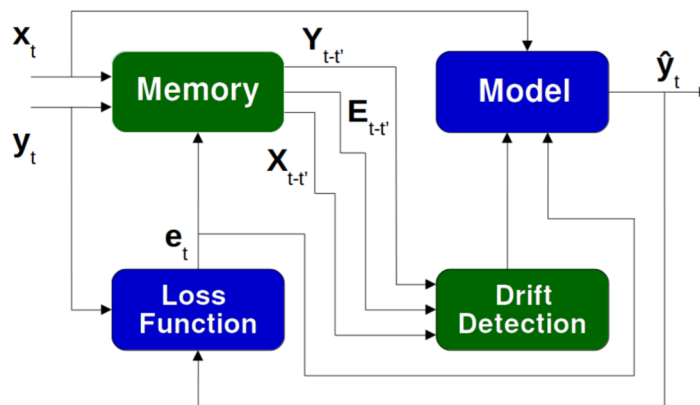 x_t
Y_t-t'
ŷ_t
Memory
Model
E_t-t'
y_t
X_t-t'
e_t
Loss
Function
Drift
Detection